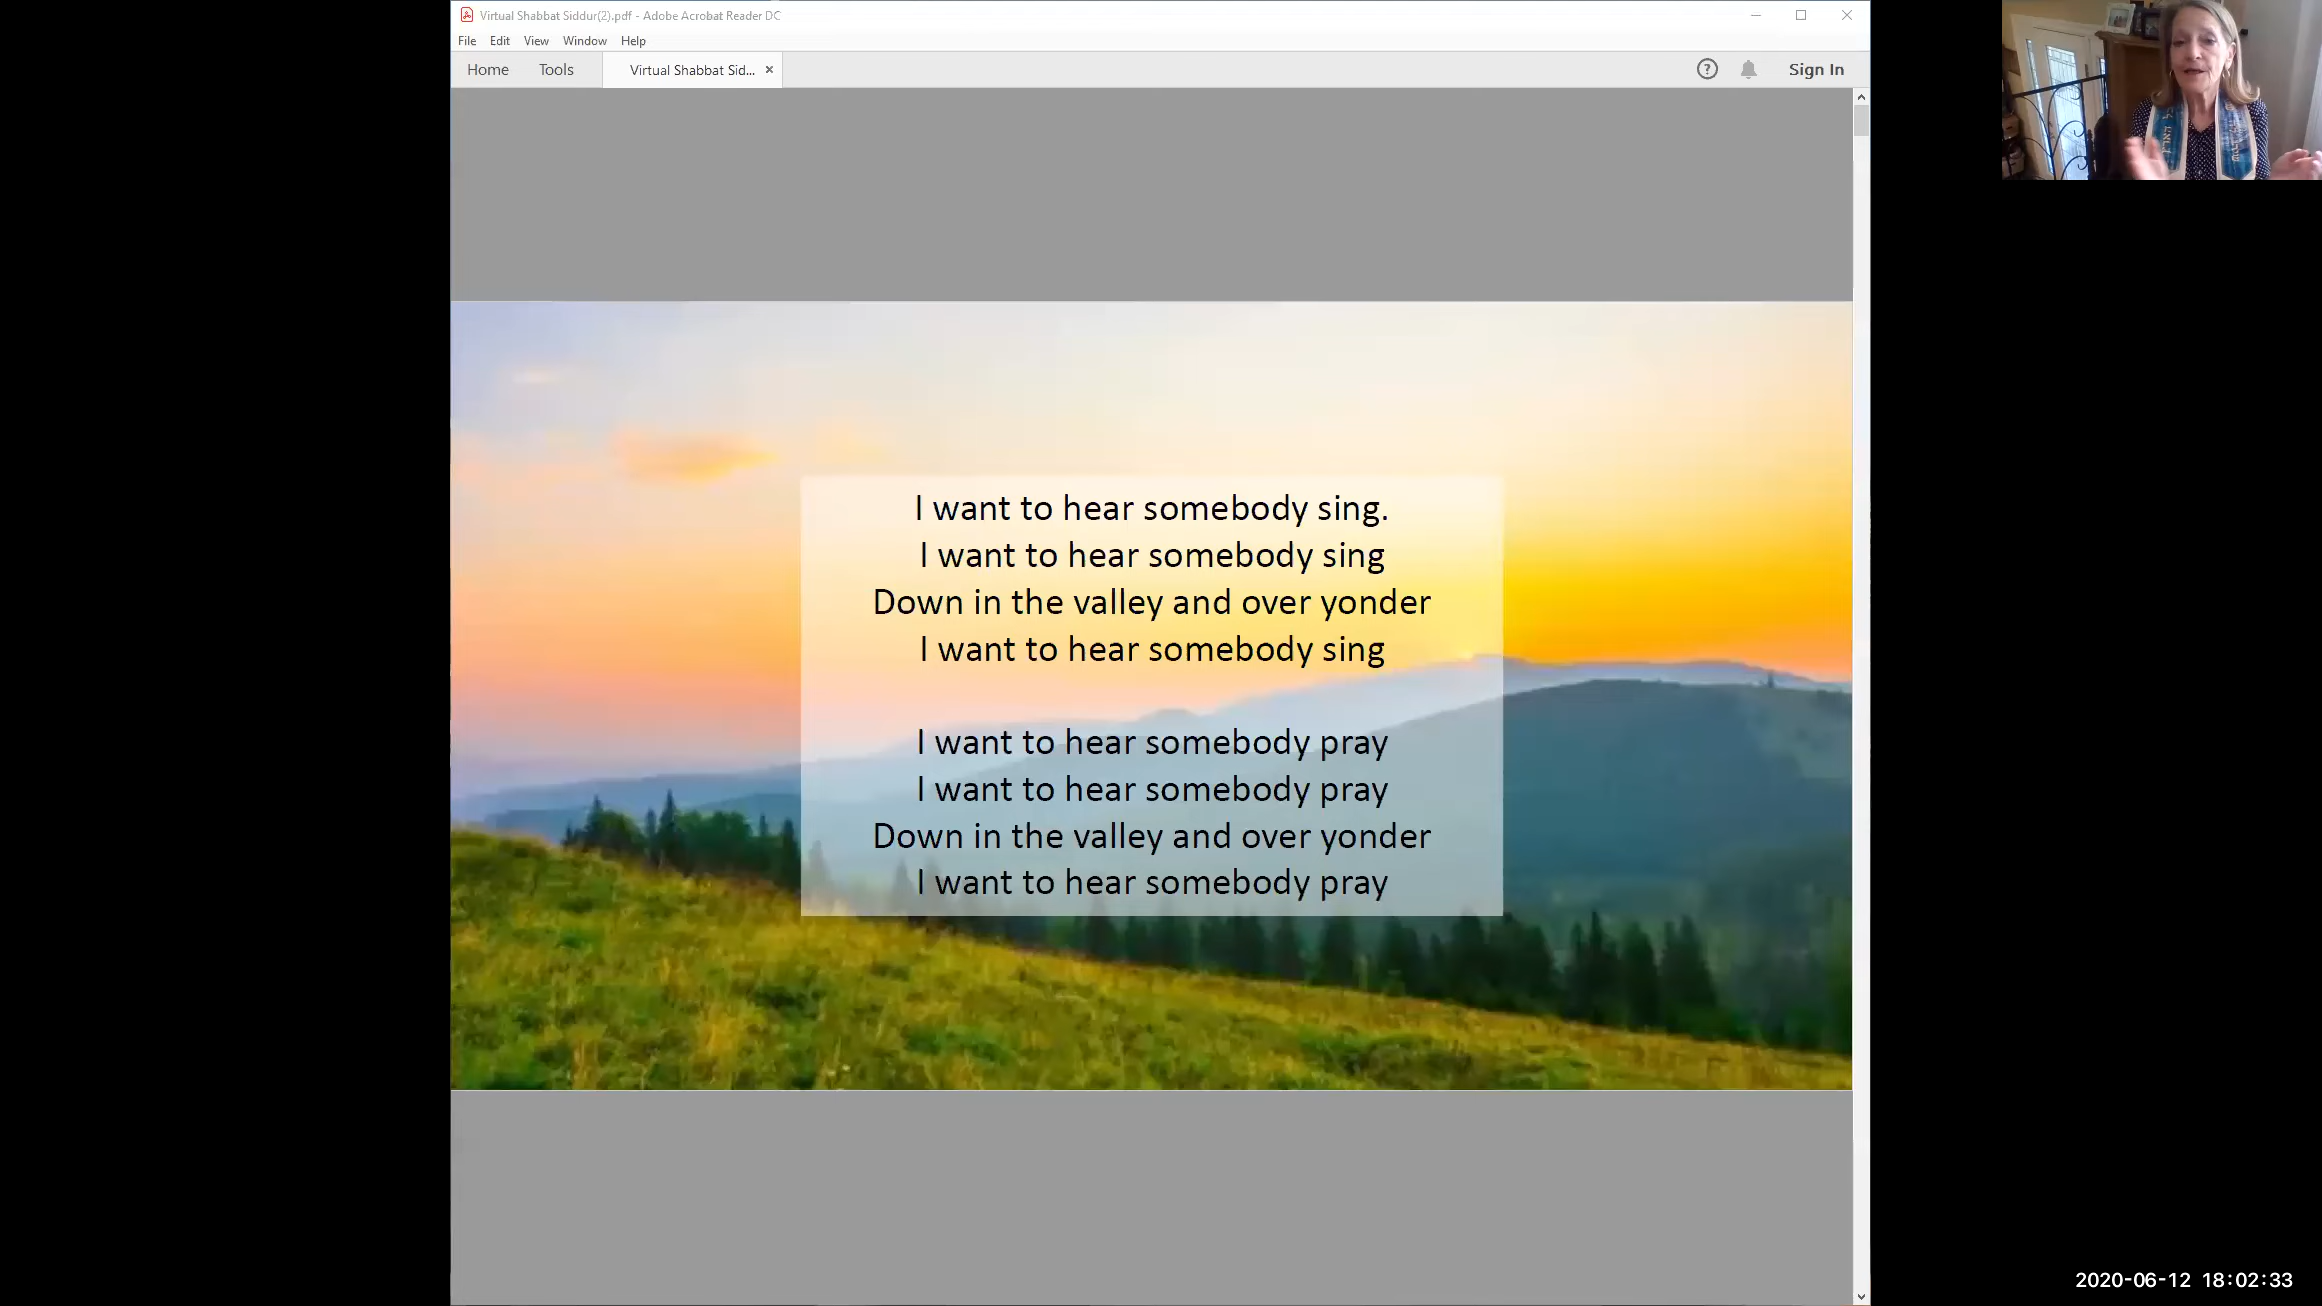 Virtual Shabbat Siddur(2).pdf - Adobe Acrobat Reader DC
File Edit View Window Help
Home Tools Virtual Shabbat Sid... Sign In
I want to hear somebody sing.
I want to hear somebody sing
Down in the valley and over yonder
I want to hear somebody sing
I want to hear somebody pray
I want to hear somebody pray
Down in the valley and over yonder
I want to hear somebody pray
2020-06-12 18:02:33